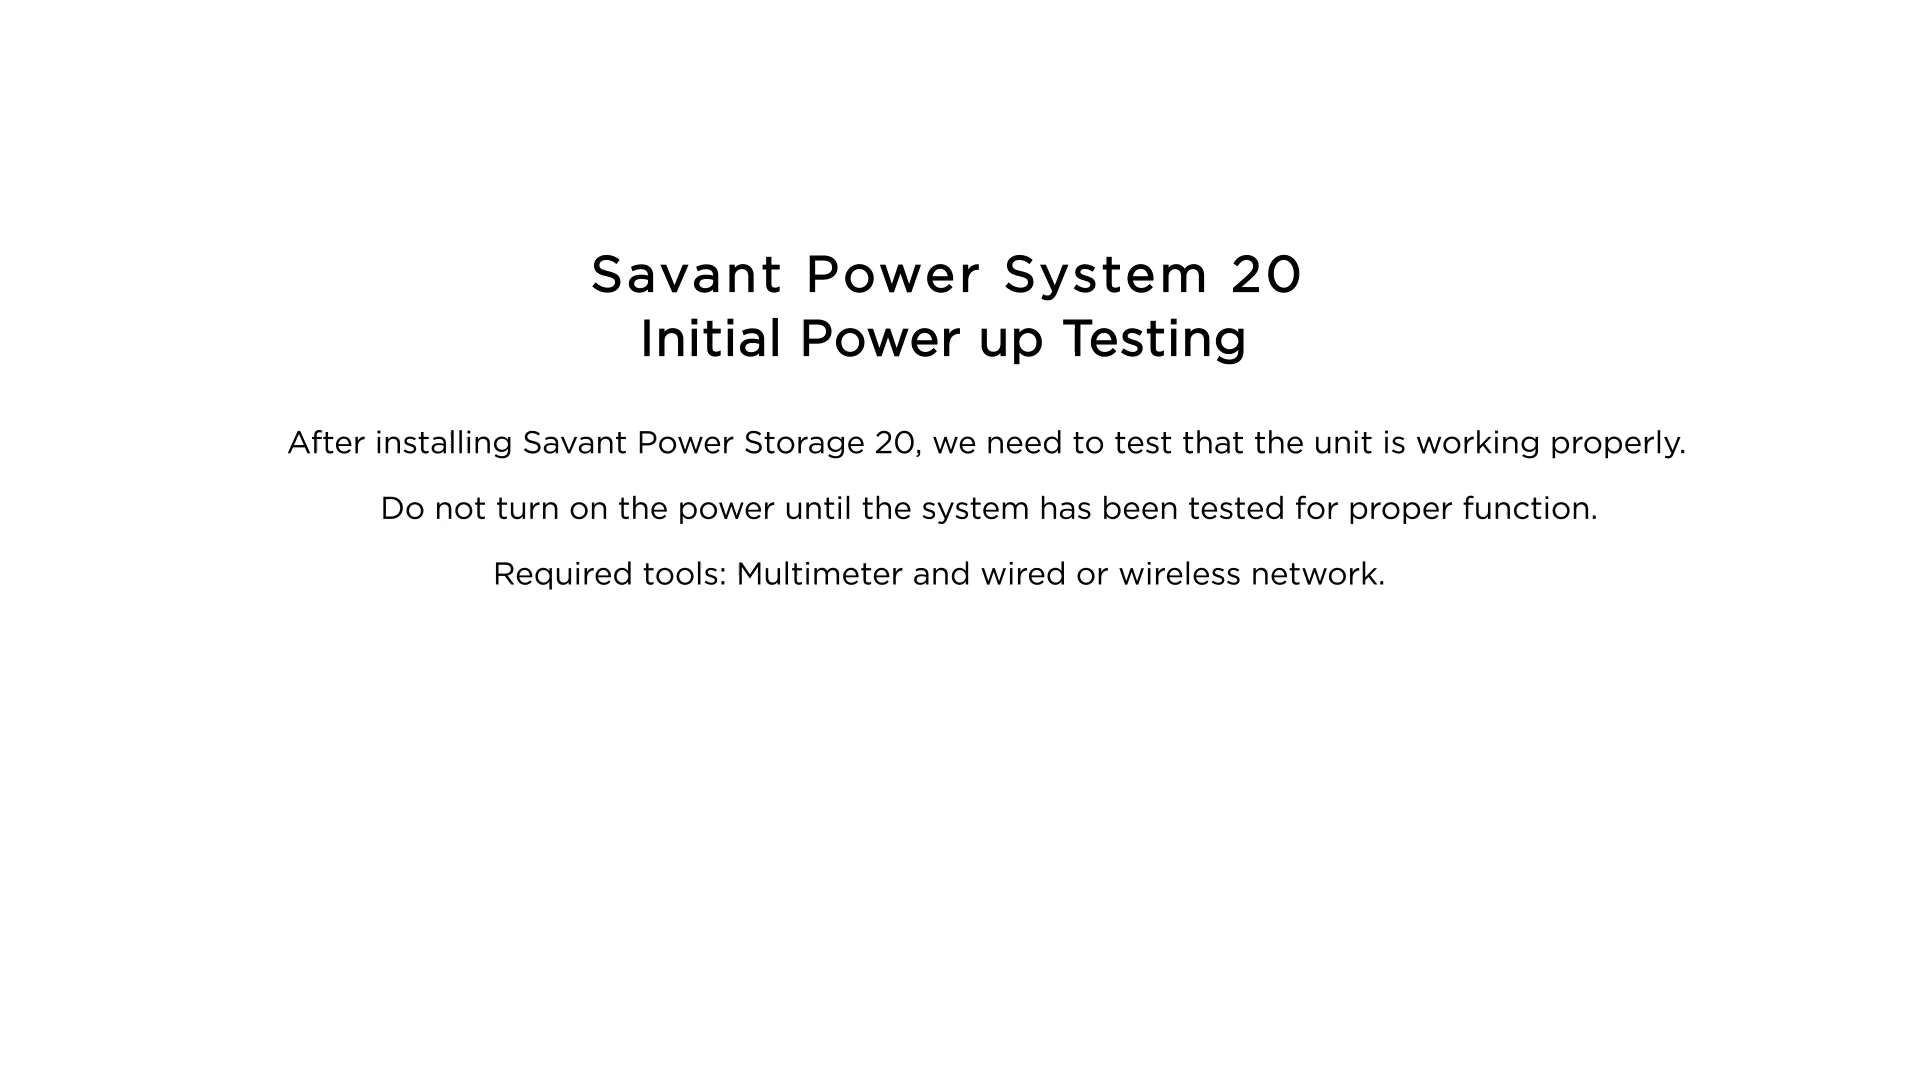 Savant Power System 20
Initial Power up Testing
After installing Savant Power Storage 20, we need to test that the unit is working properly.
Do not turn on the power until the system has been tested for proper function.
Required tools: Multimeter and wired or wireless network.